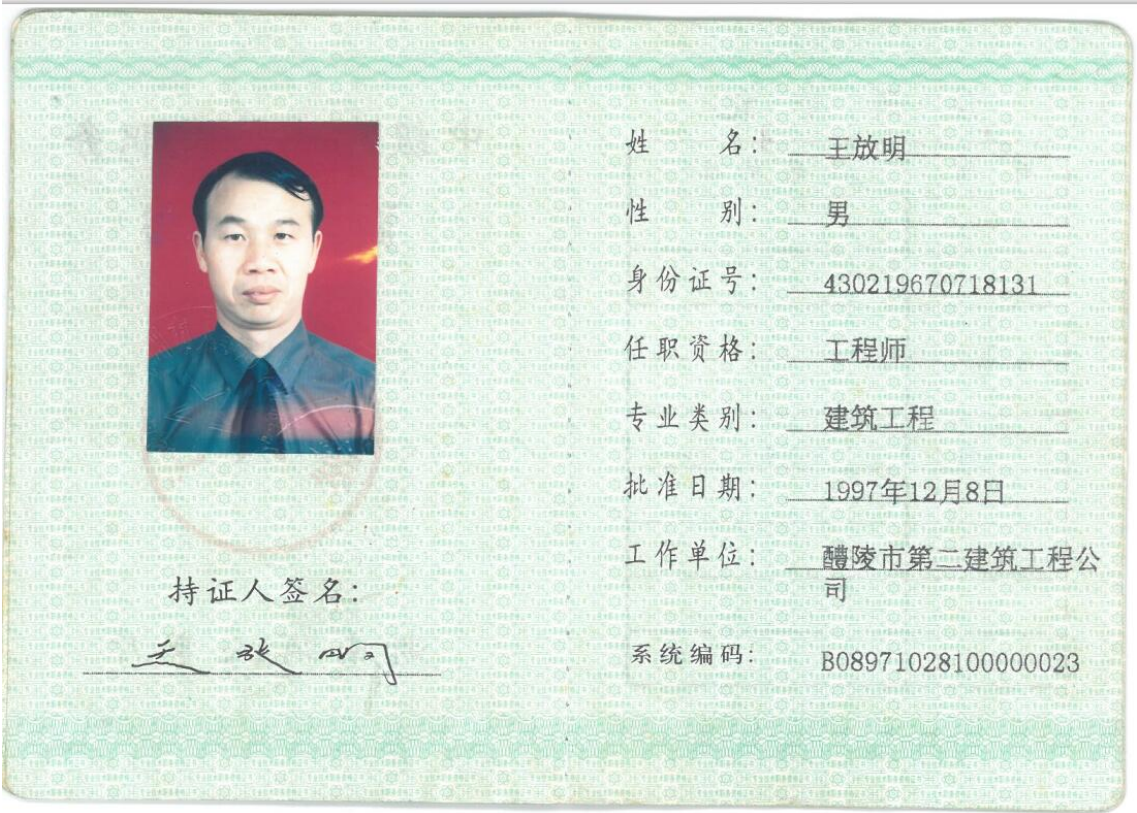 持证人签名:
姓 名: 王放明
性 别: 男
身份证号: 430219670718131
任职资格: 工程师
专业类别: 建筑工程
批准日期: 1997年12月8日
工作单位: 醴陵市第二建筑工程公
司
系统编码: B08971028100000023